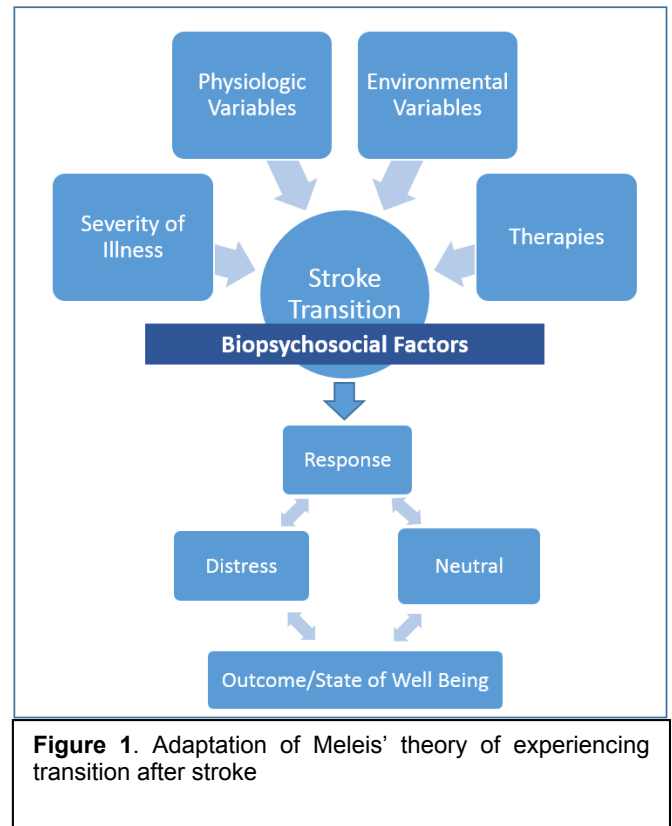 Physiologic
Variables
Environmental
Variables
Severity of
Illness
Therapies
Stroke
Transition
Biopsychosocial Factors
Response
Distress
Neutral
Outcome/State of Well Being
Figure 1. Adaptation of Meleis’ theory of experiencing
transition after stroke